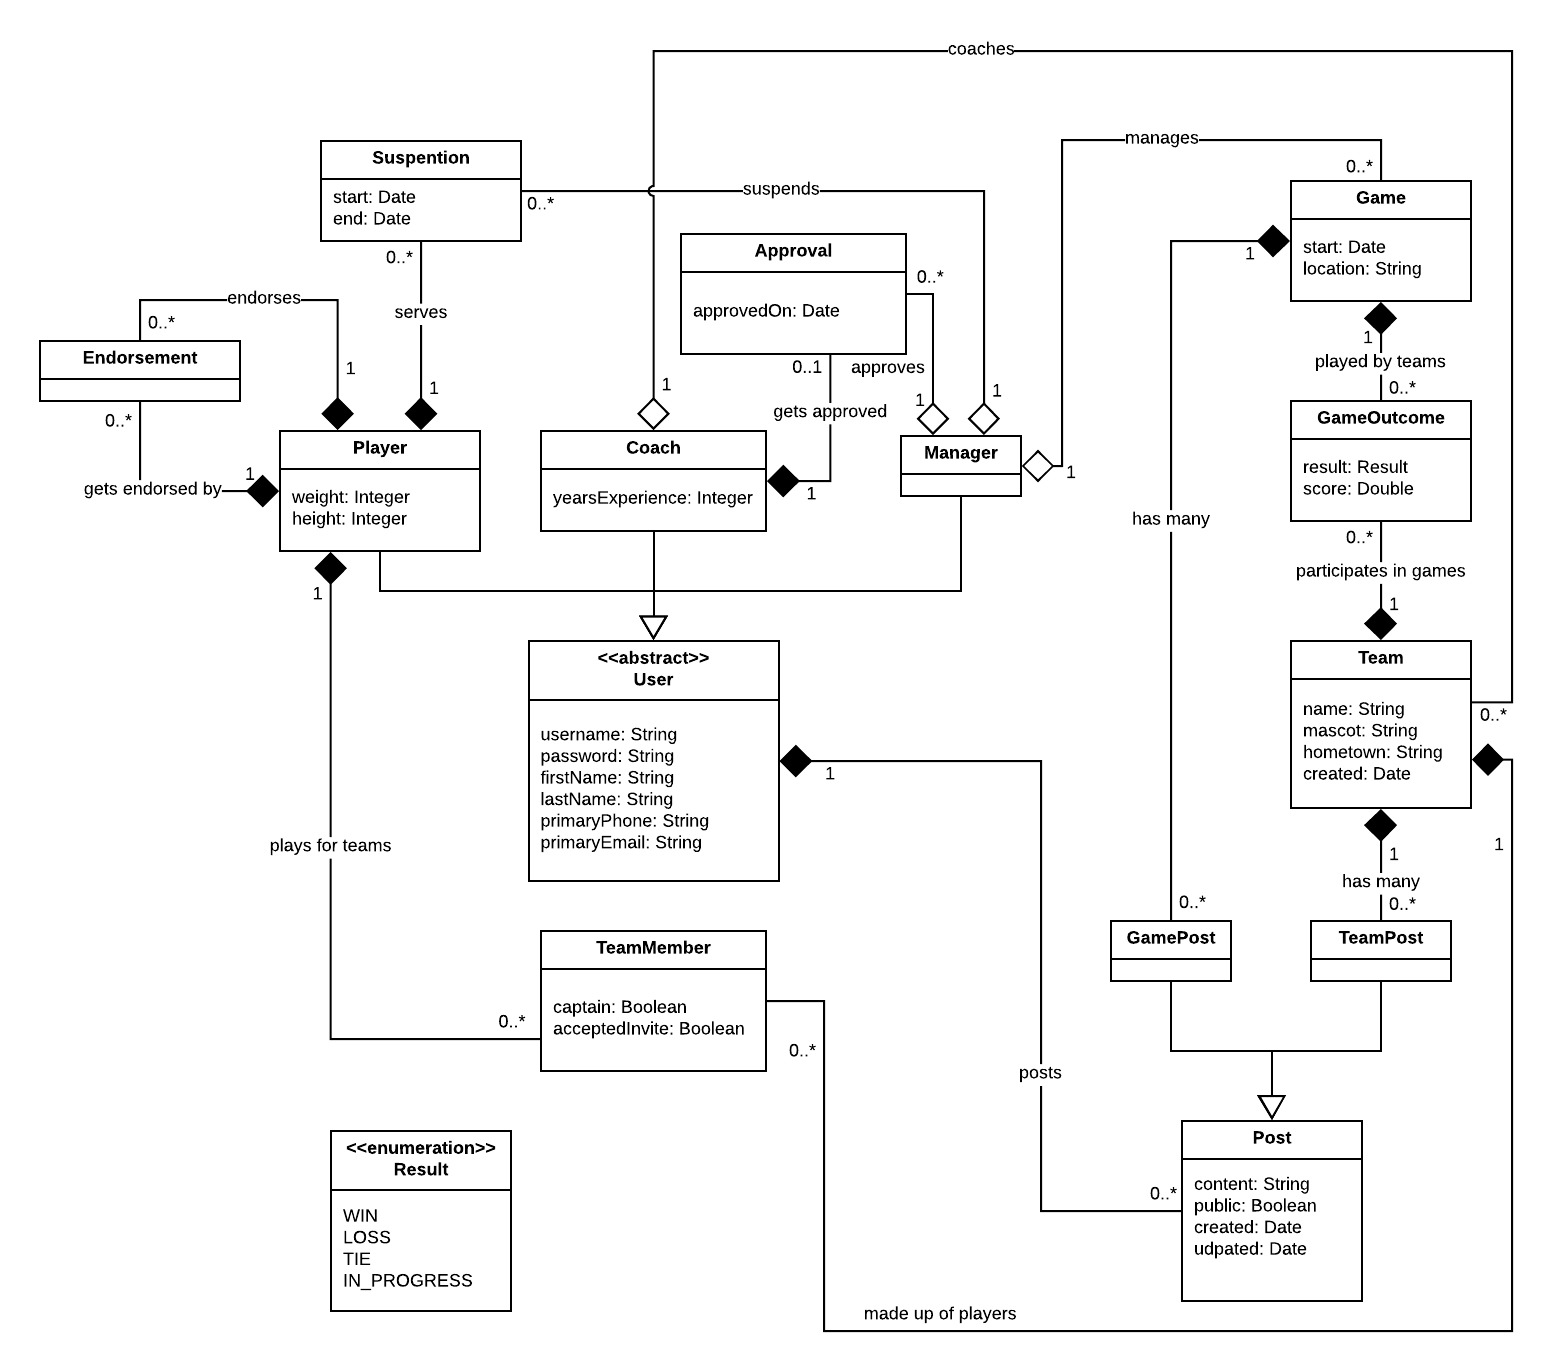 coaches
manages
0..*
Suspention
start: Date
end: Date
0..*
suspends
Game
start: Date
location: String
1
Approval
approvedOn: Date
0..*
0..*
endorses
0..*
serves
1
played by teams
0..*
Endorsement
1
1
1
0..1
approves
1
1
0..*
gets approved
GameOutcome
result: Result
score: Double
Player
weight: Integer
height: Integer
Coach
yearsExperience: Integer
Manager
1
1
gets endorsed by
1
has many
0..*
participates in games
1
1
<<abstract>>
User
username: String
password: String
firstName: String
lastName: String
primaryPhone: String
primaryEmail: String
1
Team
name: String
mascot: String
hometown: String
created: Date
0..*
plays for teams
1
1
has many
0..*
0..*
GamePost
TeamPost
TeamMember
captain: Boolean
acceptedInvite: Boolean
0..*
0..*
posts
<<enumeration>>
Result
WIN
LOSS
TIE
IN_PROGRESS
Post
content: String
public: Boolean
created: Date
udpated: Date
0..*
made up of players